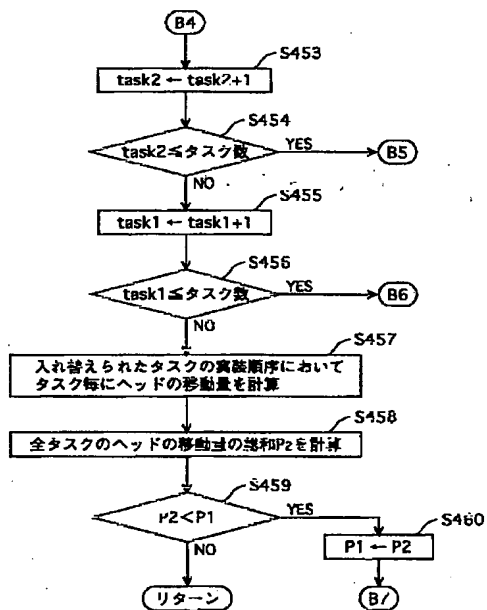 B4
S453
task2 ← task2+1
S454
task2≦タスク数
YES
B5
NO
S455
task1 ← task1+1
S456
task1≦タスク数
YES
B6
NO
S457
入れ替えられたタスクの実装順序において
タスク毎にヘッドの移動量を計算
S458
全タスクのヘッドの移動量の総和P2を計算
S459
P2<P1
YES
S460
NO
P1 ← P2
リターン
B7